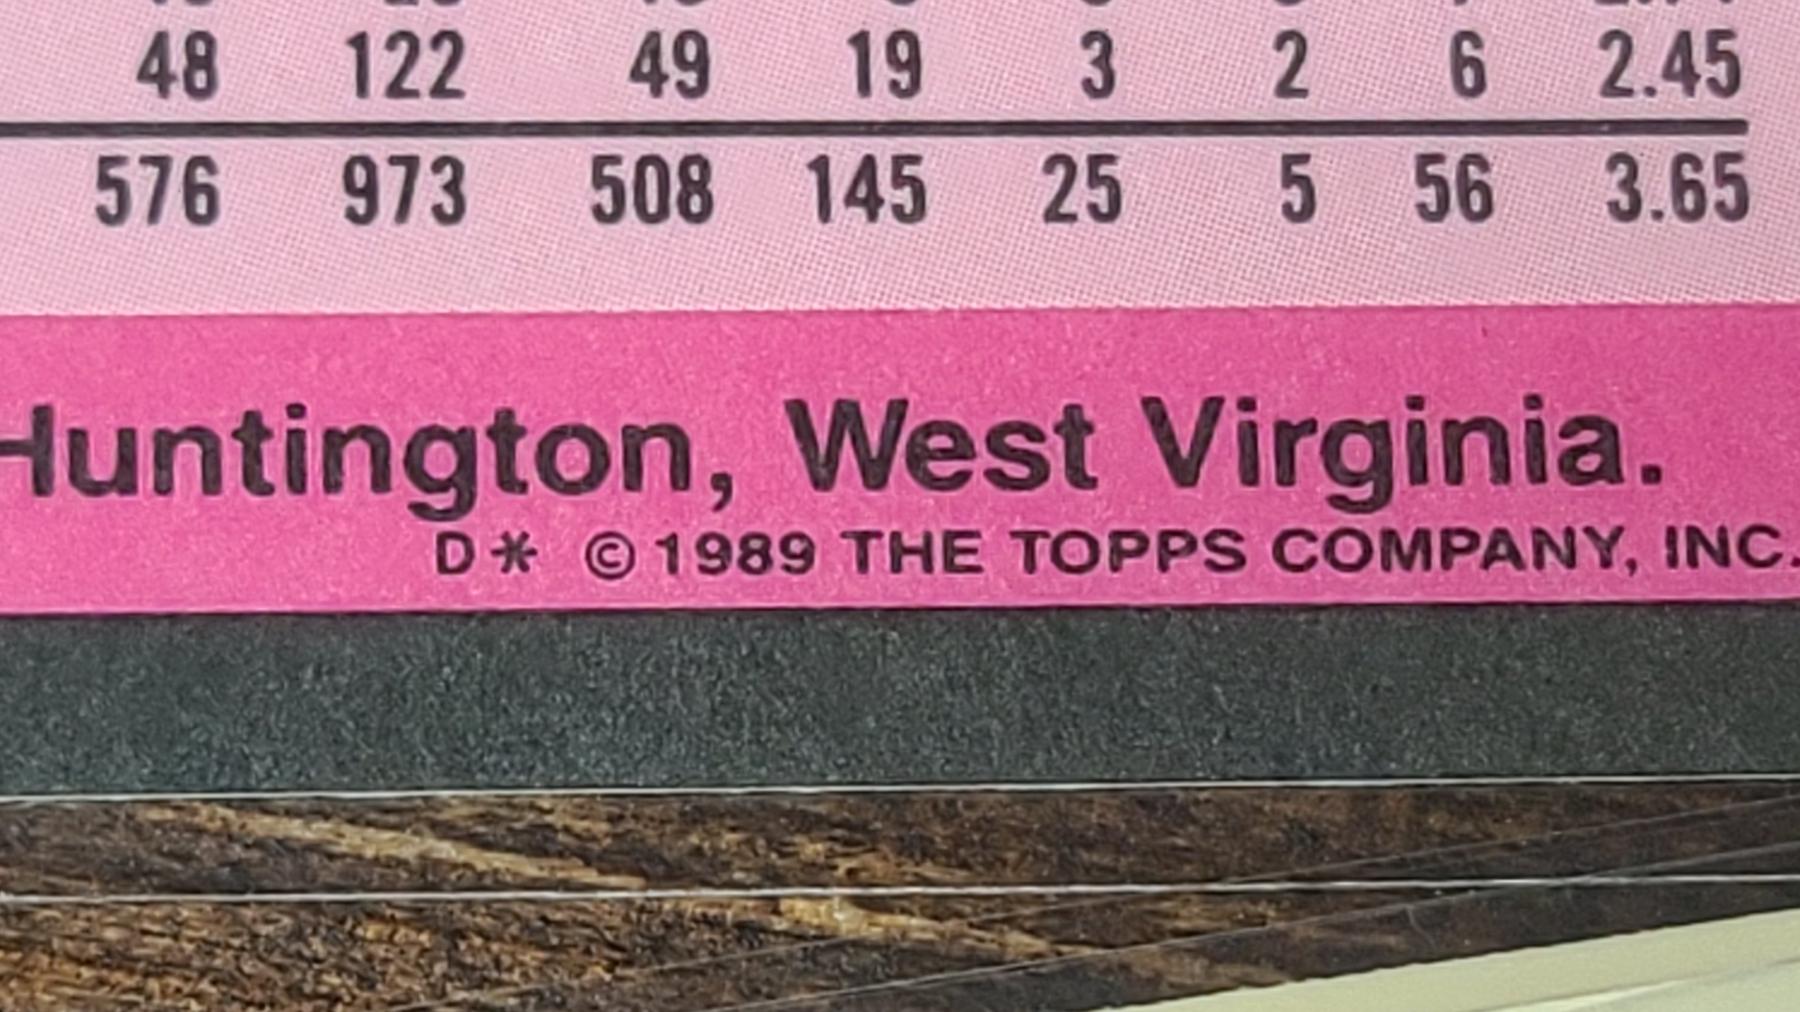 48 122 49 19 3 2 6 2.45
576 973 508 145 25 5 56 3.65
Huntington, West Virginia.
D* © 1989 THE TOPPS COMPANY, INC.